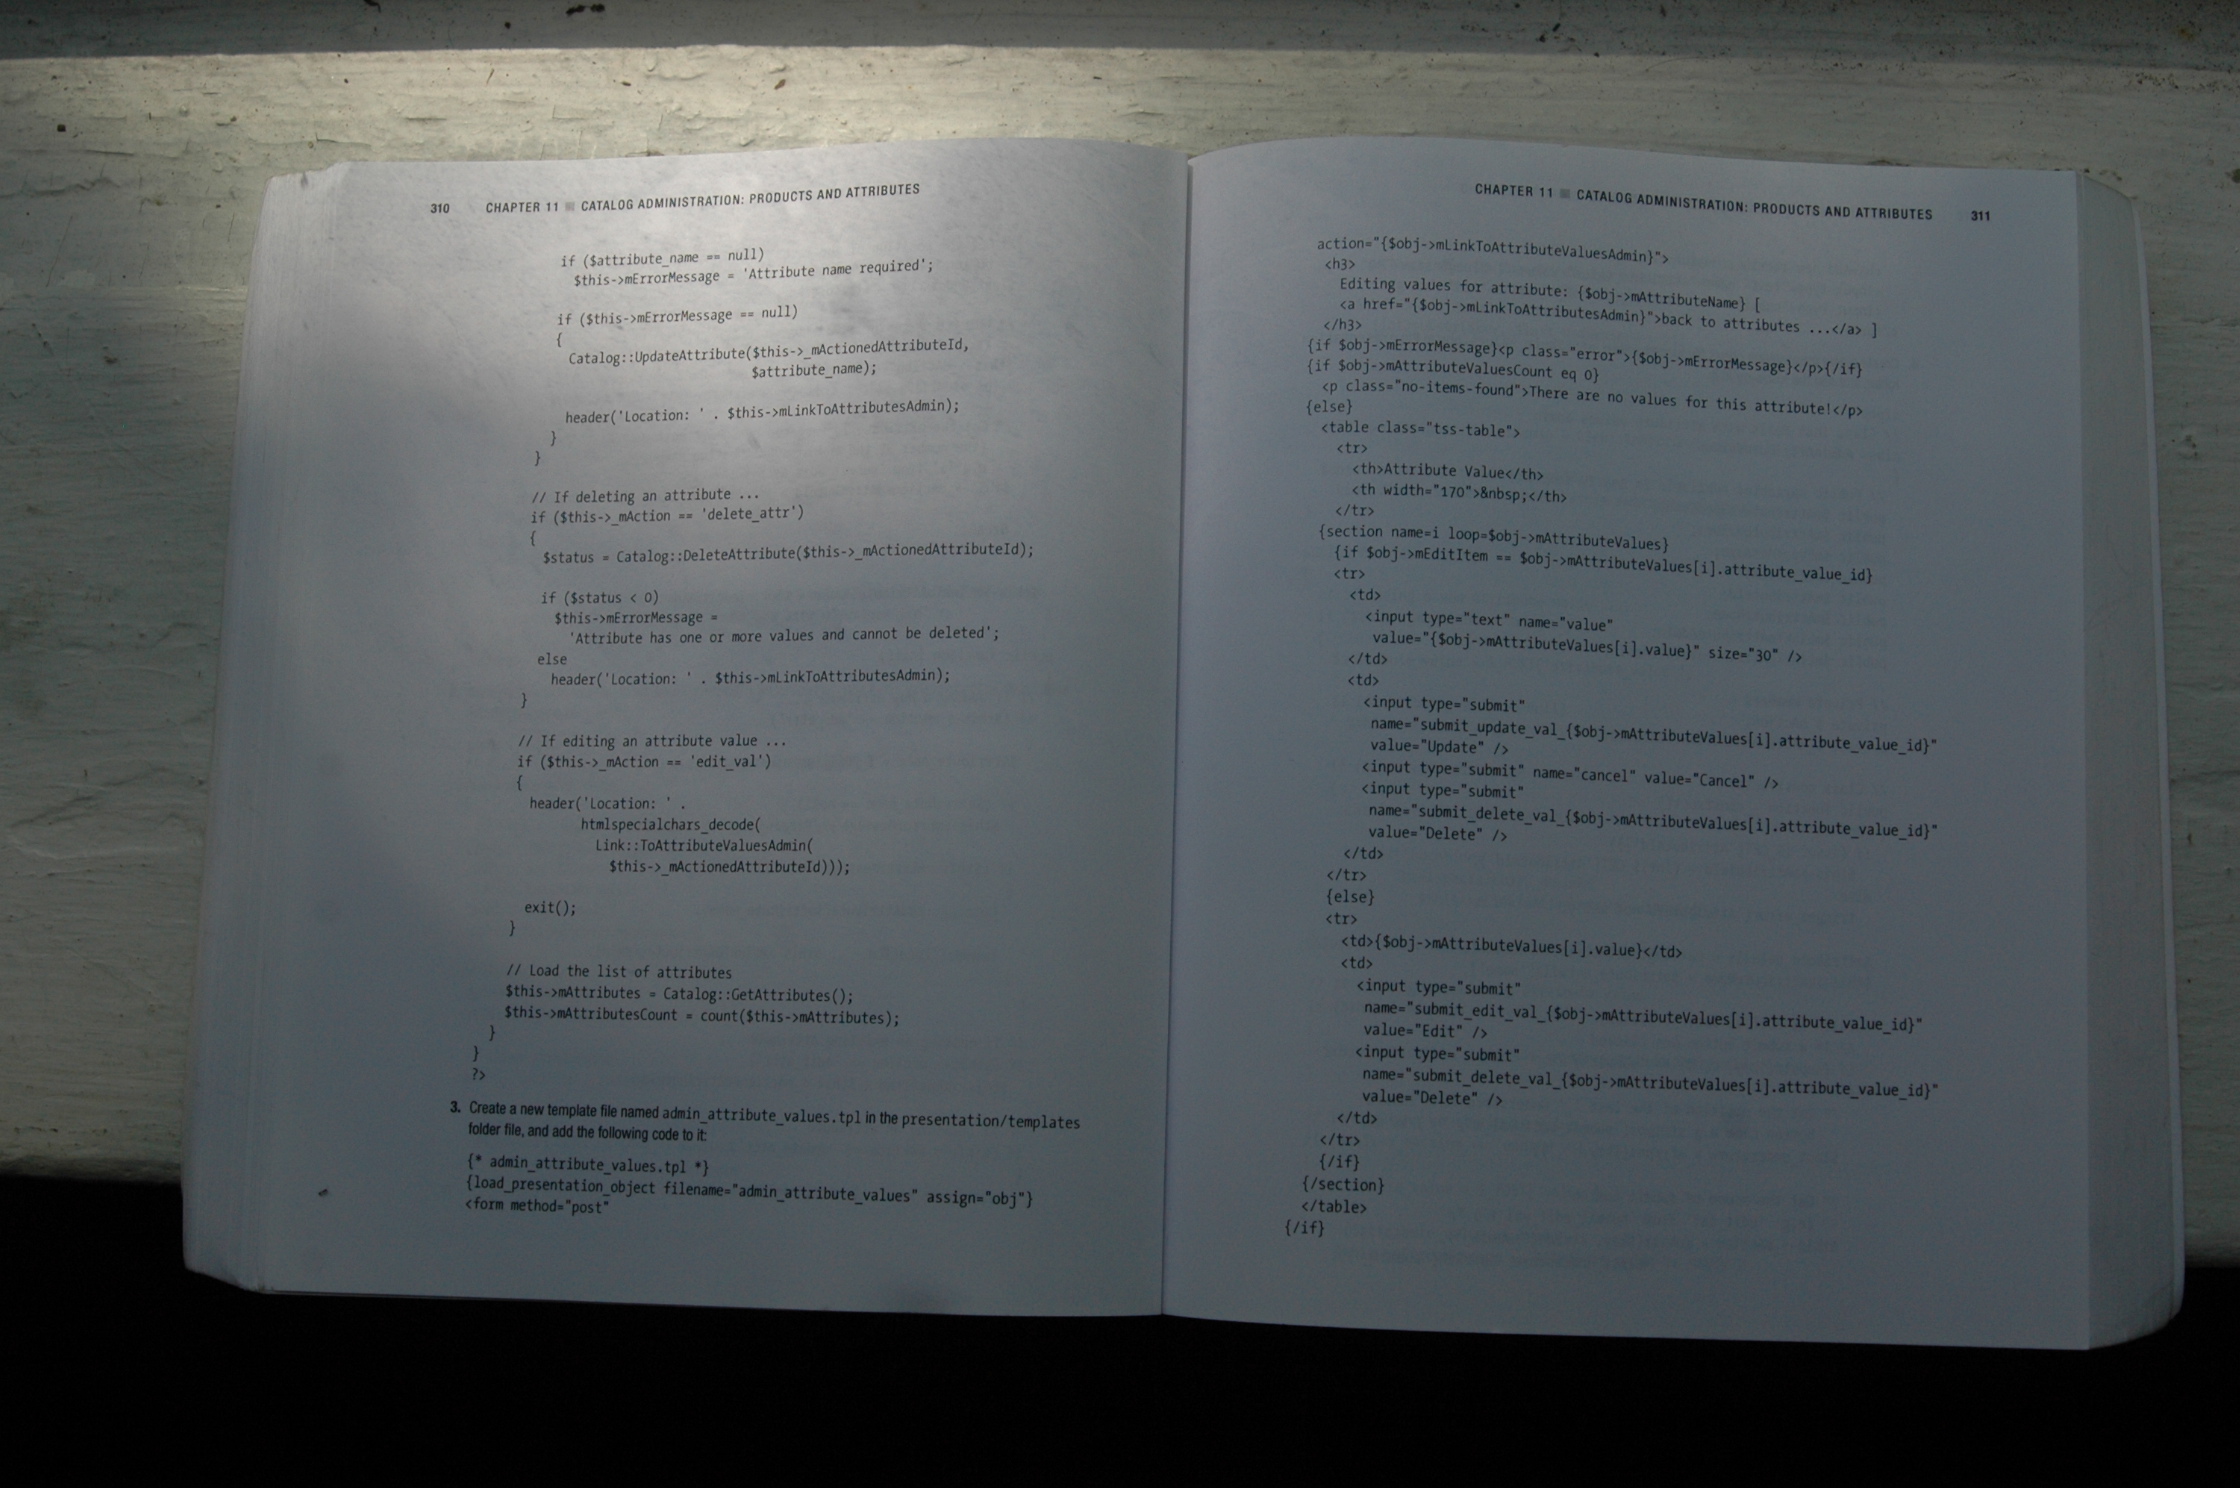 310 CHAPTER 11 ■ CATALOG ADMINISTRATION: PRODUCTS AND ATTRIBUTES
if ($attribute_name == null)
$this->mErrorMessage = 'Attribute name required';
if ($this->mErrorMessage == null)
{
Catalog::UpdateAttribute($this->_mActionedAttributeId,
$attribute_name);
header('Location: ' . $this->mLinkToAttributesAdmin);
}
}
// If deleting an attribute ...
if ($this->_mAction == 'delete_attr')
{
$status = Catalog::DeleteAttribute($this->_mActionedAttributeId);
if ($status < 0)
$this->mErrorMessage =
'Attribute has one or more values and cannot be deleted';
else
header('Location: ' . $this->mLinkToAttributesAdmin);
}
// If editing an attribute value ...
if ($this->_mAction == 'edit_val')
{
header('Location: ' .
htmlspecialchars_decode(
Link::ToAttributeValuesAdmin(
$this->_mActionedAttributeId)));
exit();
}
// Load the list of attributes
$this->mAttributes = Catalog::GetAttributes();
$this->mAttributesCount = count($this->mAttributes);
}
}
?>
3. Create a new template file named admin_attribute_values.tpl in the presentation/templates
folder file, and add the following code to it:
{* admin_attribute_values.tpl *}
{load_presentation_object filename="admin_attribute_values" assign="obj"}
<form method="post"
CHAPTER 11 ■ CATALOG ADMINISTRATION: PRODUCTS AND ATTRIBUTES 311
action="{$obj->mLinkToAttributeValuesAdmin}">
<h3>
Editing values for attribute: {$obj->mAttributeName} [
<a href="{$obj->mLinkToAttributesAdmin}">back to attributes ...</a> ]
</h3>
{if $obj->mErrorMessage}<p class="error">{$obj->mErrorMessage}</p>{/if}
{if $obj->mAttributeValuesCount eq 0}
<p class="no-items-found">There are no values for this attribute!</p>
{else}
<table class="tss-table">
<tr>
<th>Attribute Value</th>
<th width="170">&nbsp;</th>
</tr>
{section name=i loop=$obj->mAttributeValues}
{if $obj->mEditItem == $obj->mAttributeValues[i].attribute_value_id}
<tr>
<td>
<input type="text" name="value"
value="{$obj->mAttributeValues[i].value}" size="30" />
</td>
<td>
<input type="submit"
name="submit_update_val_{$obj->mAttributeValues[i].attribute_value_id}"
value="Update" />
<input type="submit" name="cancel" value="Cancel" />
<input type="submit"
name="submit_delete_val_{$obj->mAttributeValues[i].attribute_value_id}"
value="Delete" />
</td>
</tr>
{else}
<tr>
<td>{$obj->mAttributeValues[i].value}</td>
<td>
<input type="submit"
name="submit_edit_val_{$obj->mAttributeValues[i].attribute_value_id}"
value="Edit" />
<input type="submit"
name="submit_delete_val_{$obj->mAttributeValues[i].attribute_value_id}"
value="Delete" />
</td>
</tr>
{/if}
{/section}
</table>
{/if}